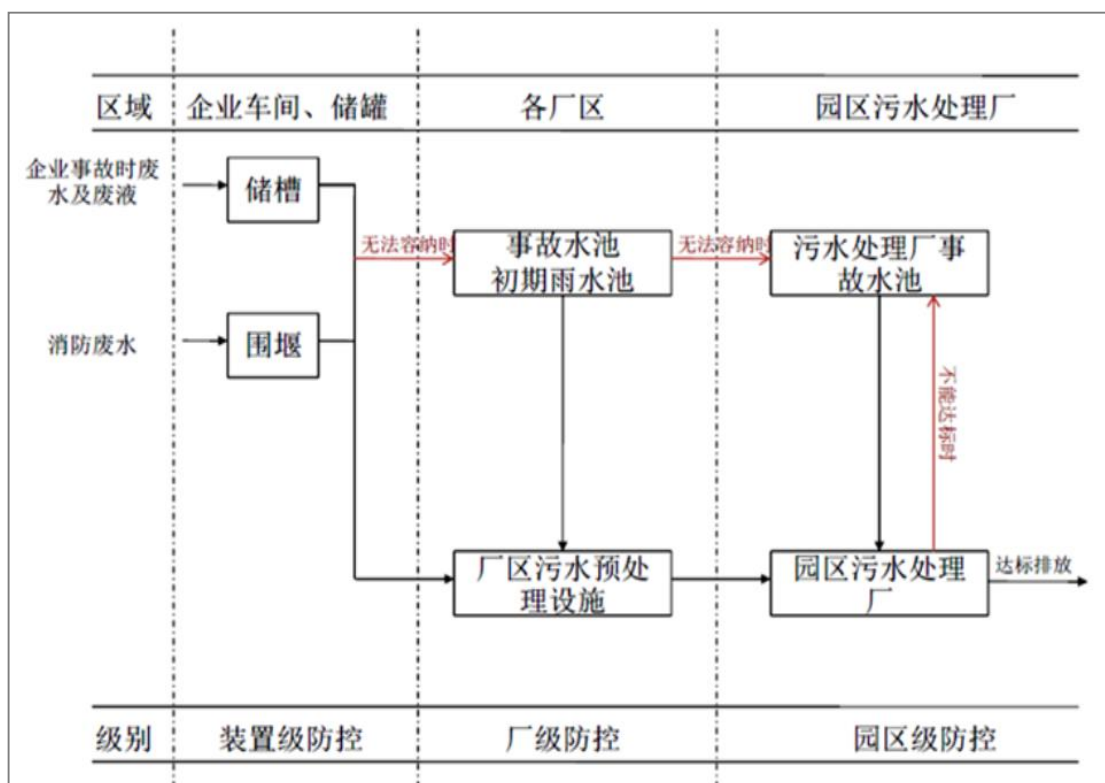 区域
企业车间、储罐
各厂区
园区污水处理厂
企业事故时废
水及废液
储槽
无法容纳时
事故水池
初期雨水池
无法容纳时
污水处理厂事
故水池
消防废水
围堰
不能达标时
厂区污水预处
理设施
园区污水处理
厂
达标排放
级别
装置级防控
厂级防控
园区级防控